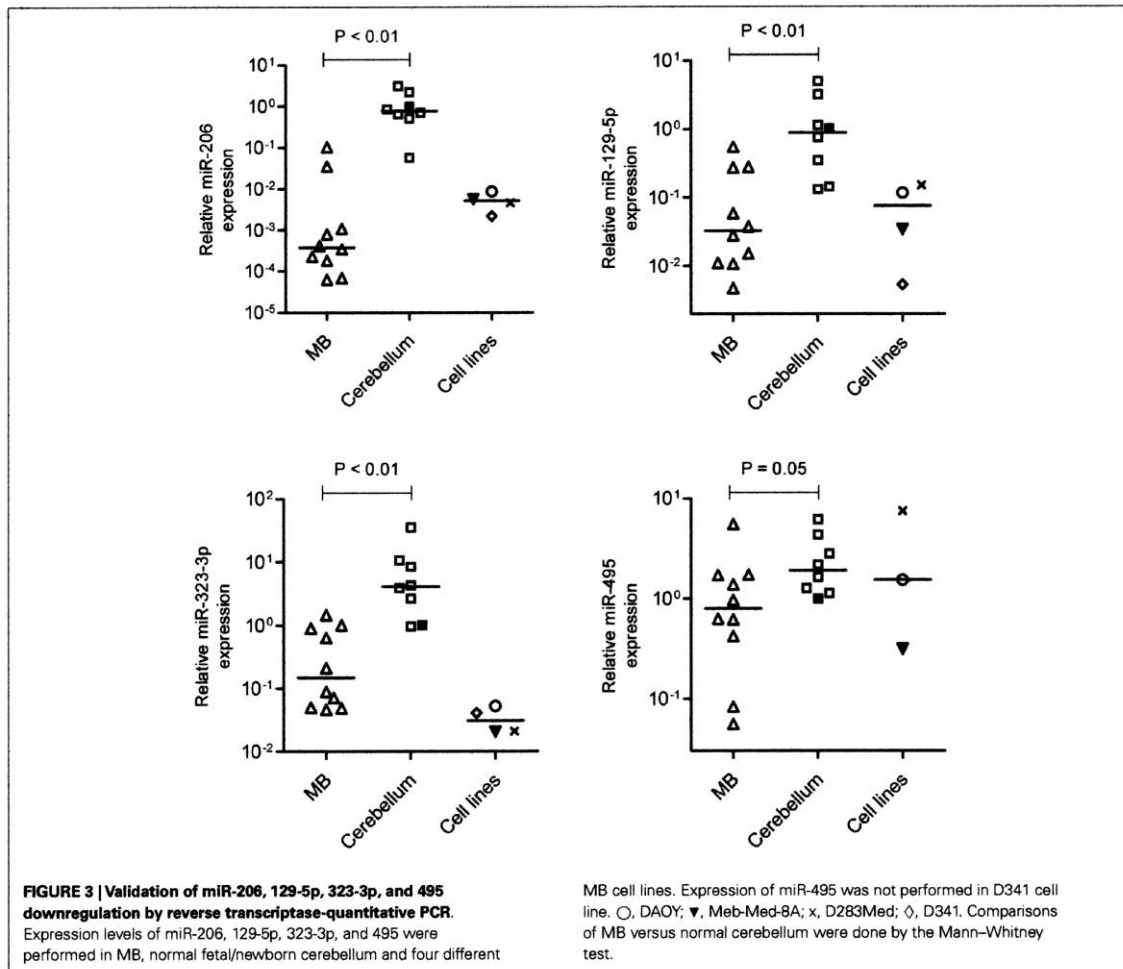 P < 0.01
10¹
10⁰
10⁻¹
10⁻²
10⁻³
10⁻⁴
10⁻⁵
Relative miR-206
expression
MB
Cerebellum
Cell lines
P < 0.01
10¹
10⁰
10⁻¹
10⁻²
Relative miR-129-5p
expression
MB
Cerebellum
Cell lines
P < 0.01
10²
10¹
10⁰
10⁻¹
10⁻²
Relative miR-323-3p
expression
MB
Cerebellum
Cell lines
P = 0.05
10¹
10⁰
10⁻¹
Relative miR-495
expression
MB
Cerebellum
Cell lines
FIGURE 3 | Validation of miR-206, 129-5p, 323-3p, and 495
downregulation by reverse transcriptase-quantitative PCR.
Expression levels of miR-206, 129-5p, 323-3p, and 495 were
performed in MB, normal fetal/newborn cerebellum and four different
MB cell lines. Expression of miR-495 was not performed in D341 cell
line. ○, DAOY; ▼, Meb-Med-8A; x, D283Med; ◇, D341. Comparisons
of MB versus normal cerebellum were done by the Mann–Whitney
test.